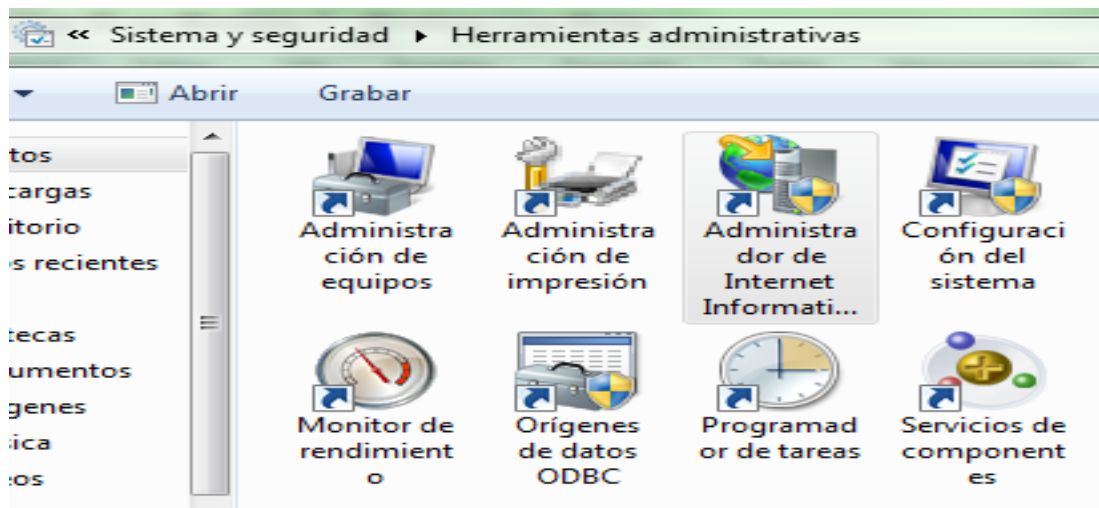 « Sistema y seguridad ▸ Herramientas administrativas
Abrir Grabar
tos
cargas
itorio
s recientes
tecas
umentos
genes
sica
eos
Administra
ción de
equipos
Administra
ción de
impresión
Administra
dor de
Internet
Informati...
Configuraci
ón del
sistema
Monitor de
rendimient
o
Orígenes
de datos
ODBC
Programad
or de tareas
Servicios de
component
es